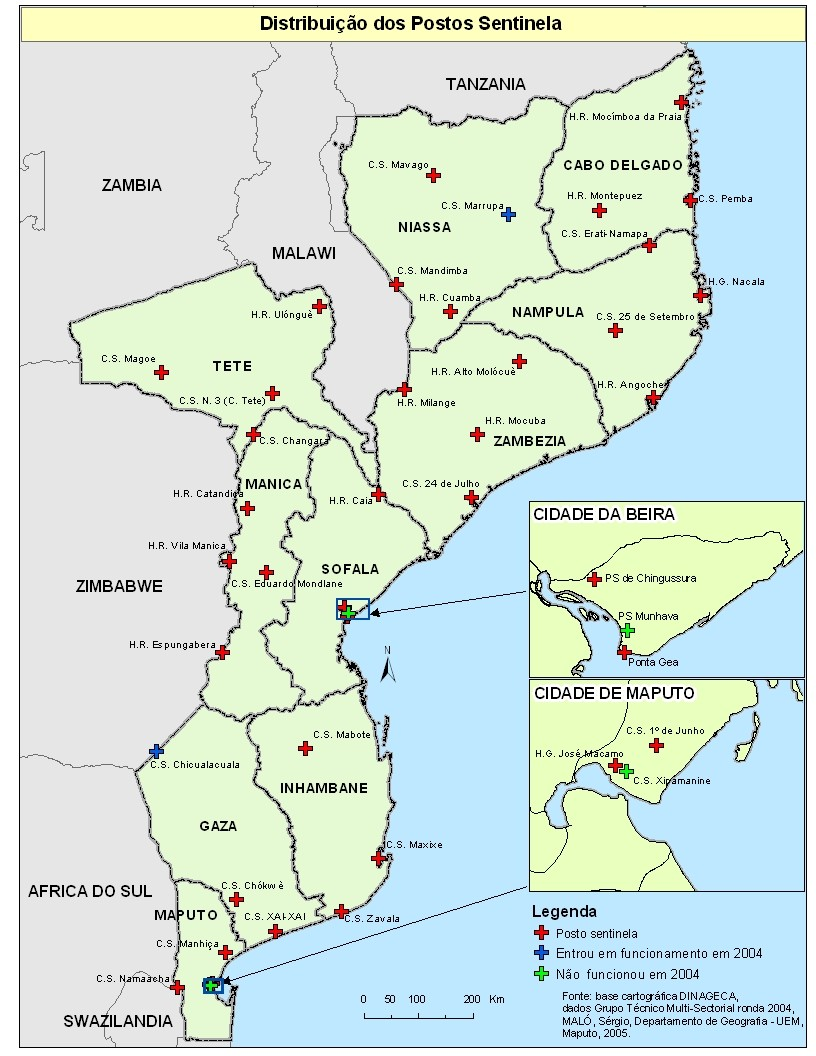 Distribuição dos Postos Sentinela
TANZANIA
H.R. Mocímboa da Praia
C.S. Mavago
CABO DELGADO
ZAMBIA
H.R. Montepuez
C.S. Pemba
C.S. Marrupa
NIASSA
C.S. Erati-Namapa
MALAWI
C.S. Mandimba
H.G. Nacala
H.R. Cuamba
H.R. Ulónguè
NAMPULA
C.S. 25 de Setembro
C.S. Magoe
TETE
H.R. Alto Molócuè
H.R. Angoche
C.S. N. 3 (C. Tete)
H.R. Milange
H.R. Mocuba
C.S. Changara
ZAMBEZIA
MANICA
C.S. 24 de Julho
H.R. Catandica
H.R. Caia
CIDADE DA BEIRA
H.R. Vila Manica
SOFALA
PS de Chingussura
ZIMBABWE
C.S. Eduardo Mondlane
PS Munhava
H.R. Espungabera
N
Ponta Gea
CIDADE DE MAPUTO
C.S. 1º de Junho
C.S. Mabote
H.G. José Macamo
C.S. Chicualacuala
C.S. Xipamanine
INHAMBANE
GAZA
C.S. Maxixe
AFRICA DO SUL
C.S. Chókwè
MAPUTO
C.S. XAI-XAI
C.S. Zavala
C.S. Manhiça
C.S. Namaacha
SWAZILANDIA
Legenda
Posto sentinela
Entrou em funcionamento em 2004
Não funcionou em 2004
0 50 100 200 Km
Fonte: base cartográfica DINAGECA,
dados Grupo Técnico Multi-Sectorial ronda 2004,
MALÓ, Sérgio, Departamento de Geografia - UEM,
Maputo, 2005.